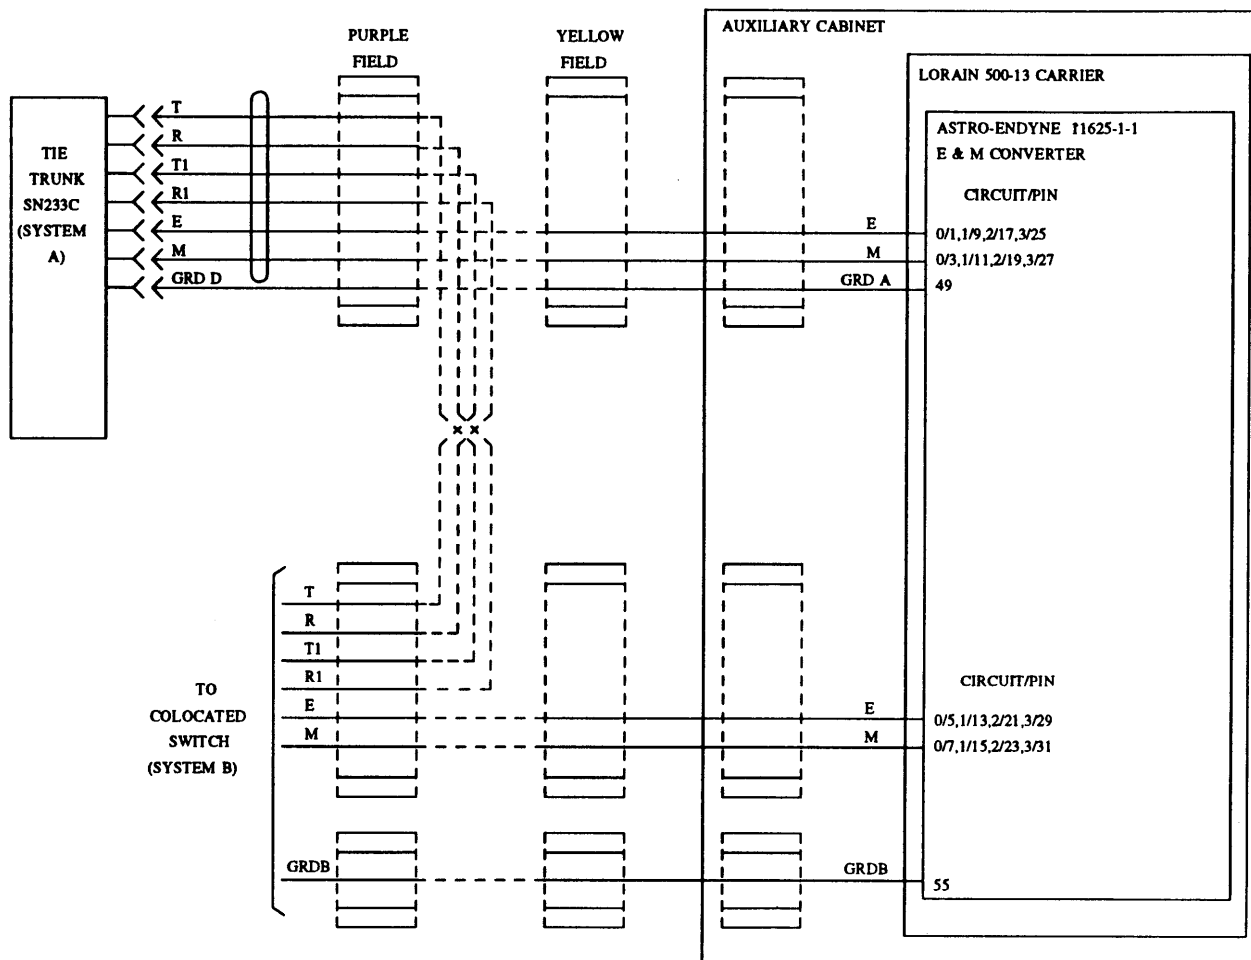 AUXILIARY CABINET
PURPLE
FIELD
YELLOW
FIELD
LORAIN 500-13 CARRIER
ASTRO-ENDYNE 11625-1-1
E & M CONVERTER
CIRCUIT/PIN
TIE
TRUNK
SN233C
(SYSTEM
A)
T
R
T1
R1
E
M
GRD D
E
M
GRD A
0/1,1/9,2/17,3/25
0/3,1/11,2/19,3/27
49
TO
COLOCATED
SWITCH
(SYSTEM B)
T
R
T1
R1
E
M
GRDB
CIRCUIT/PIN
E
M
GRDB
0/5,1/13,2/21,3/29
0/7,1/15,2/23,3/31
55